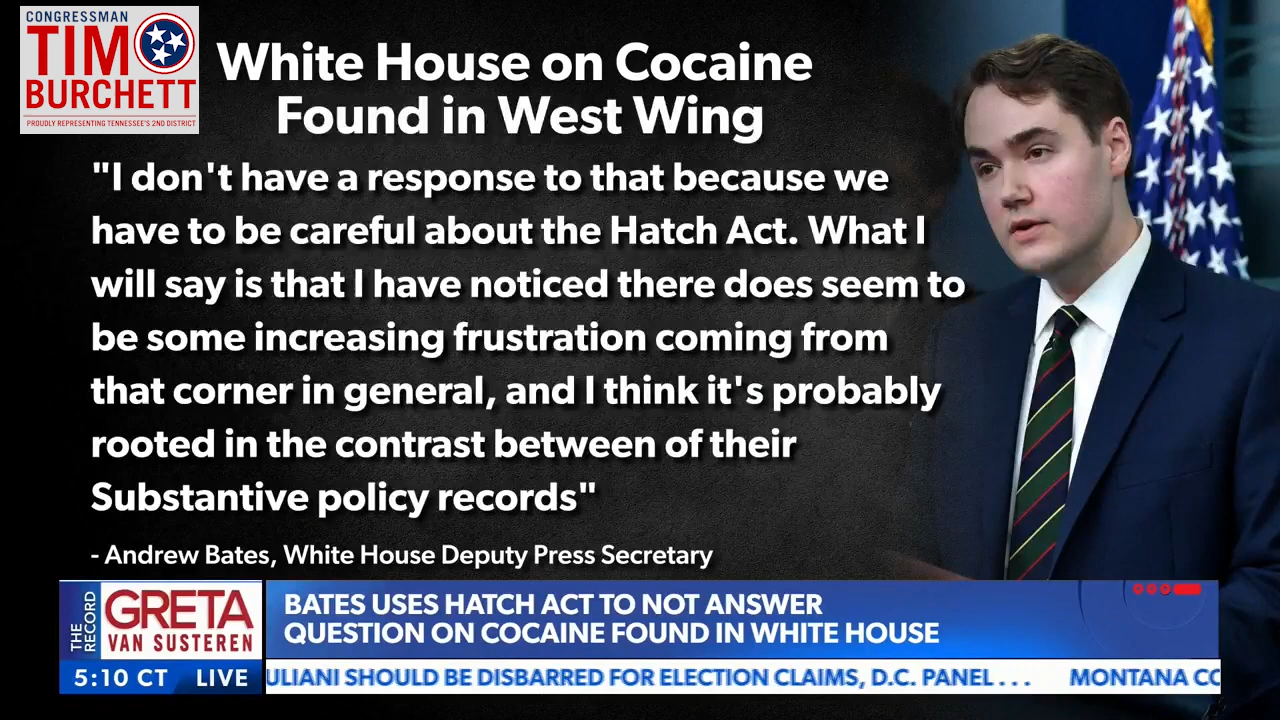 CONGRESSMAN
TIM
BURCHETT
PROUDLY REPRESENTING TENNESSEE'S 2ND DISTRICT
White House on Cocaine
Found in West Wing
"I don't have a response to that because we
have to be careful about the Hatch Act. What I
will say is that I have noticed there does seem to
be some increasing frustration coming from
that corner in general, and I think it's probably
rooted in the contrast between of their
Substantive policy records"
- Andrew Bates, White House Deputy Press Secretary
THE RECORD
GRETA
VAN SUSTEREN
BATES USES HATCH ACT TO NOT ANSWER
QUESTION ON COCAINE FOUND IN WHITE HOUSE
5:10 CT LIVE
ULIANI SHOULD BE DISBARRED FOR ELECTION CLAIMS, D.C. PANEL . . . MONTANA CO